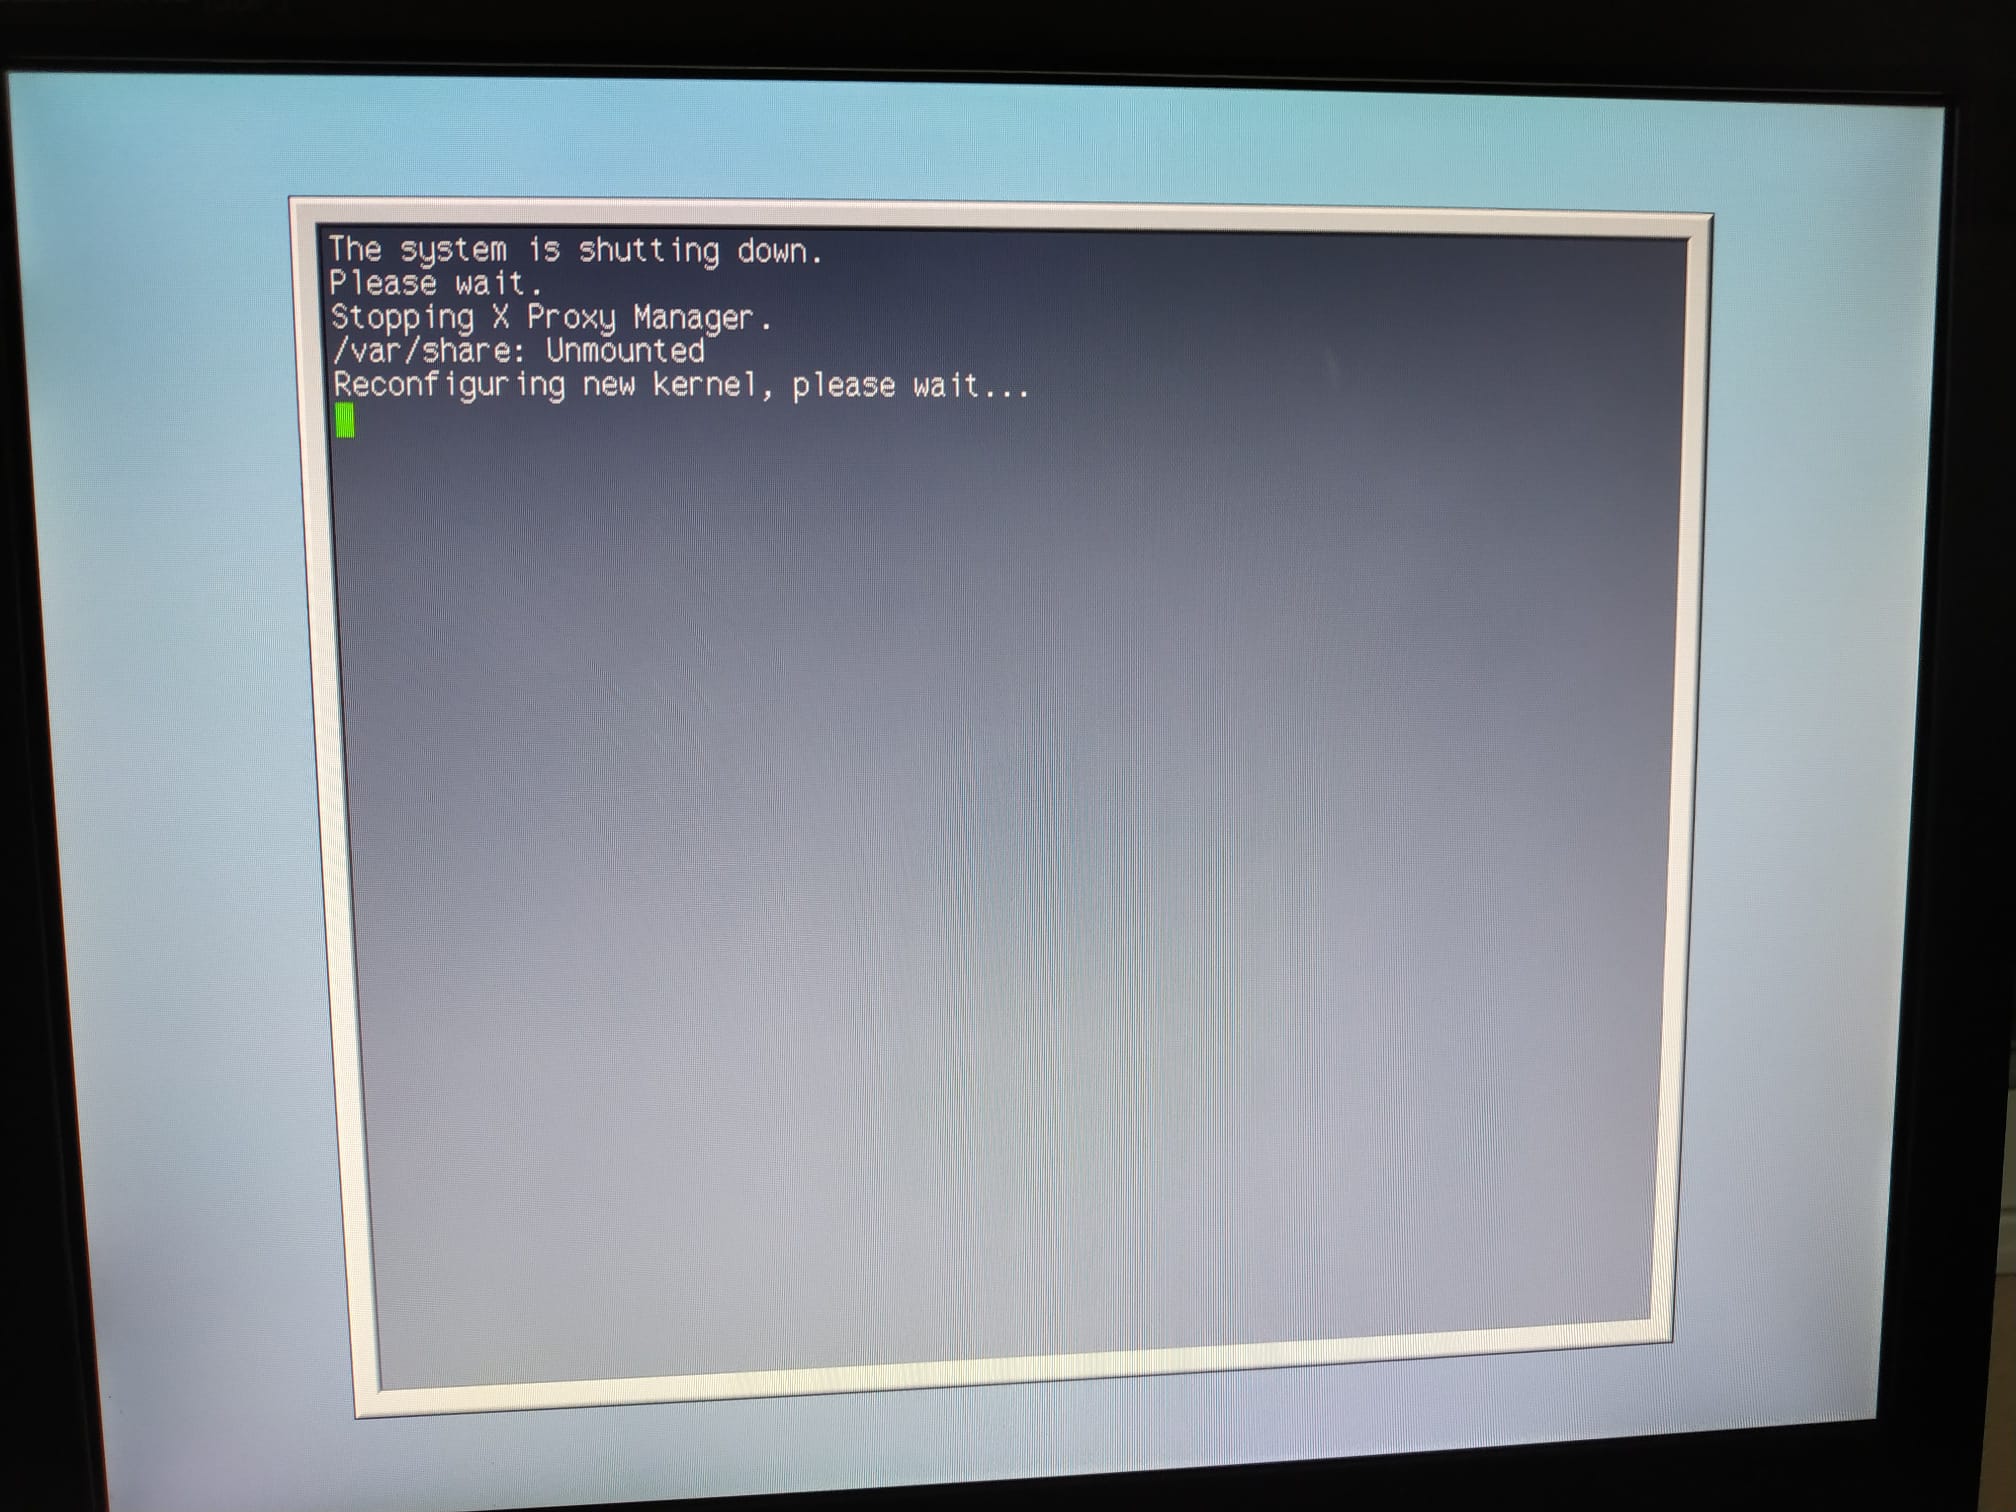 The system is shutting down.
Please wait.
Stopping X Proxy Manager.
/var/share: Unmounted
Reconfiguring new kernel, please wait...